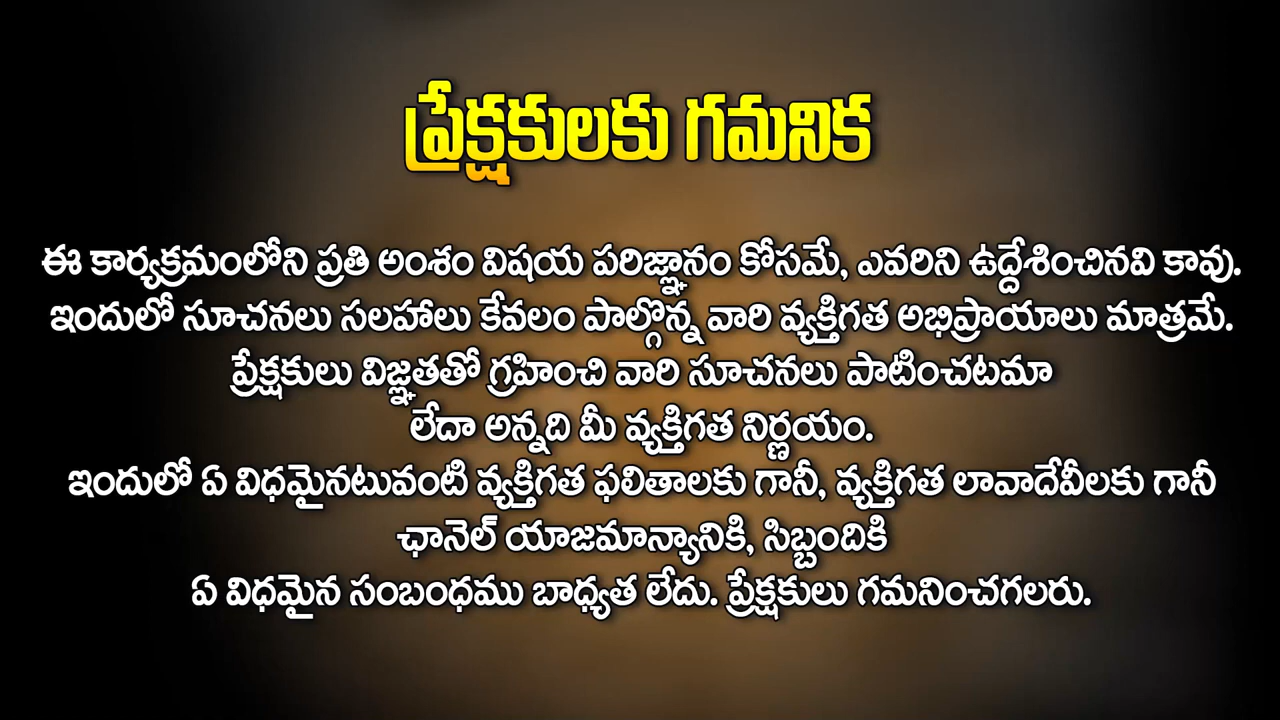 ప్రేక్షకులకు గమనిక
ఈ కార్యక్రమంలోని ప్రతి అంశం విషయ పరిజ్ఞానం కోసమే, ఎవరిని ఉద్దేశించినవి కావు.
ఇందులో సూచనలు సలహాలు కేవలం పాల్గొన్న వారి వ్యక్తిగత అభిప్రాయాలు మాత్రమే.
ప్రేక్షకులు విజ్ఞతతో గ్రహించి వారి సూచనలు పాటించటమా
లేదా అన్నది మీ వ్యక్తిగత నిర్ణయం.
ఇందులో ఏ విధమైనటువంటి వ్యక్తిగత ఫలితాలకు గానీ, వ్యక్తిగత లావాదేవీలకు గానీ
ఛానెల్ యాజమాన్యానికి, సిబ్బందికి
ఏ విధమైన సంబంధము బాధ్యత లేదు. ప్రేక్షకులు గమనించగలరు.